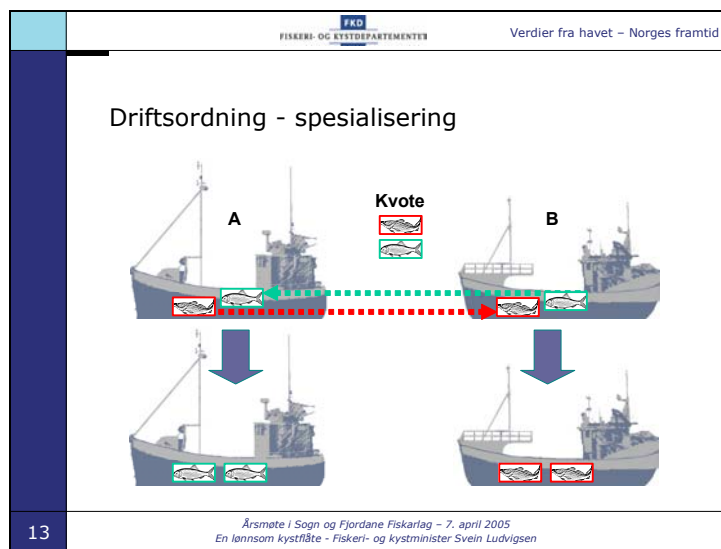 FKD
FISKERI- OG KYSTDEPARTEMENTET
Verdier fra havet – Norges framtid
Driftsordning - spesialisering
A
Kvote
B
13
Årsmøte i Sogn og Fjordane Fiskarlag – 7. april 2005
En lønnsom kystflåte - Fiskeri- og kystminister Svein Ludvigsen